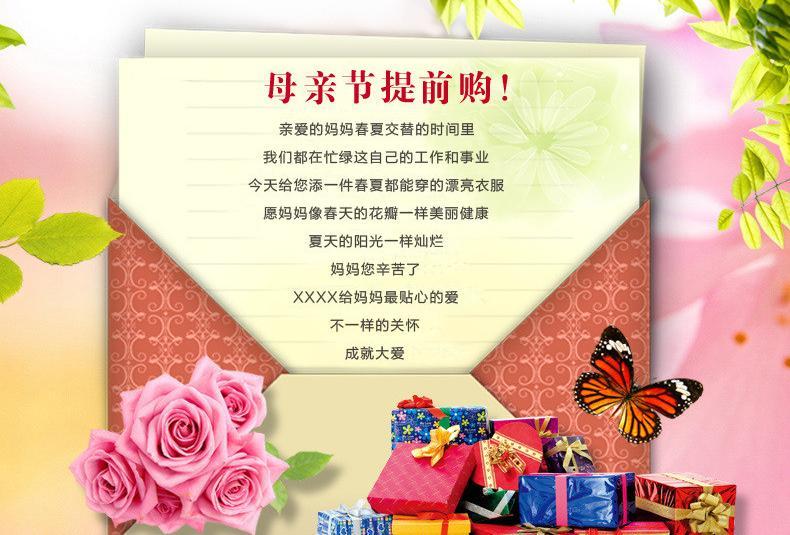 母亲节提前购!
亲爱的妈妈春夏交替的时间里
我们都在忙绿这自己的工作和事业
今天给您添一件春夏都能穿的漂亮衣服
愿妈妈像春天的花瓣一样美丽健康
夏天的阳光一样灿烂
妈妈您辛苦了
XXXX给妈妈最贴心的爱
不一样的关怀
成就大爱